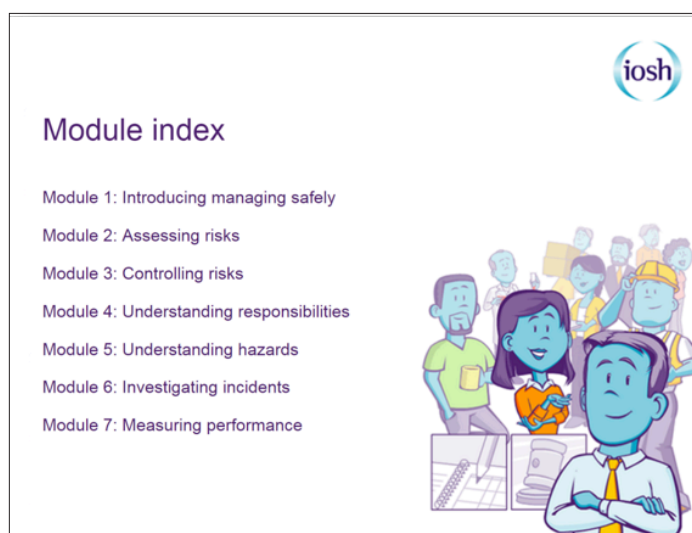 iosh
Module index
Module 1: Introducing managing safely
Module 2: Assessing risks
Module 3: Controlling risks
Module 4: Understanding responsibilities
Module 5: Understanding hazards
Module 6: Investigating incidents
Module 7: Measuring performance